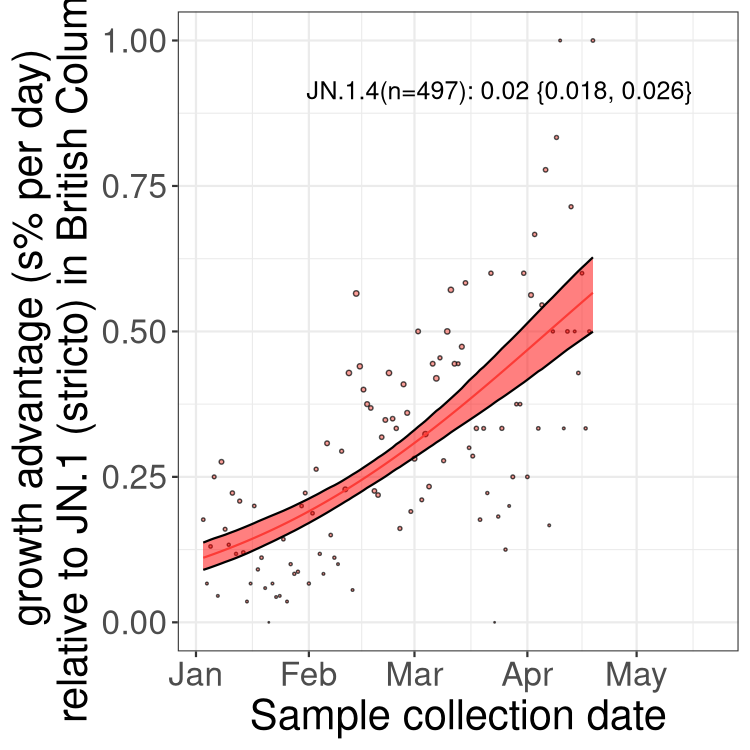 growth advantage (s% per day)
relative to JN.1 (stricto) in British Colum
1.00
0.75
0.50
0.25
0.00
JN.1.4(n=497): 0.02 {0.018, 0.026}
Jan Feb Mar Apr May
Sample collection date